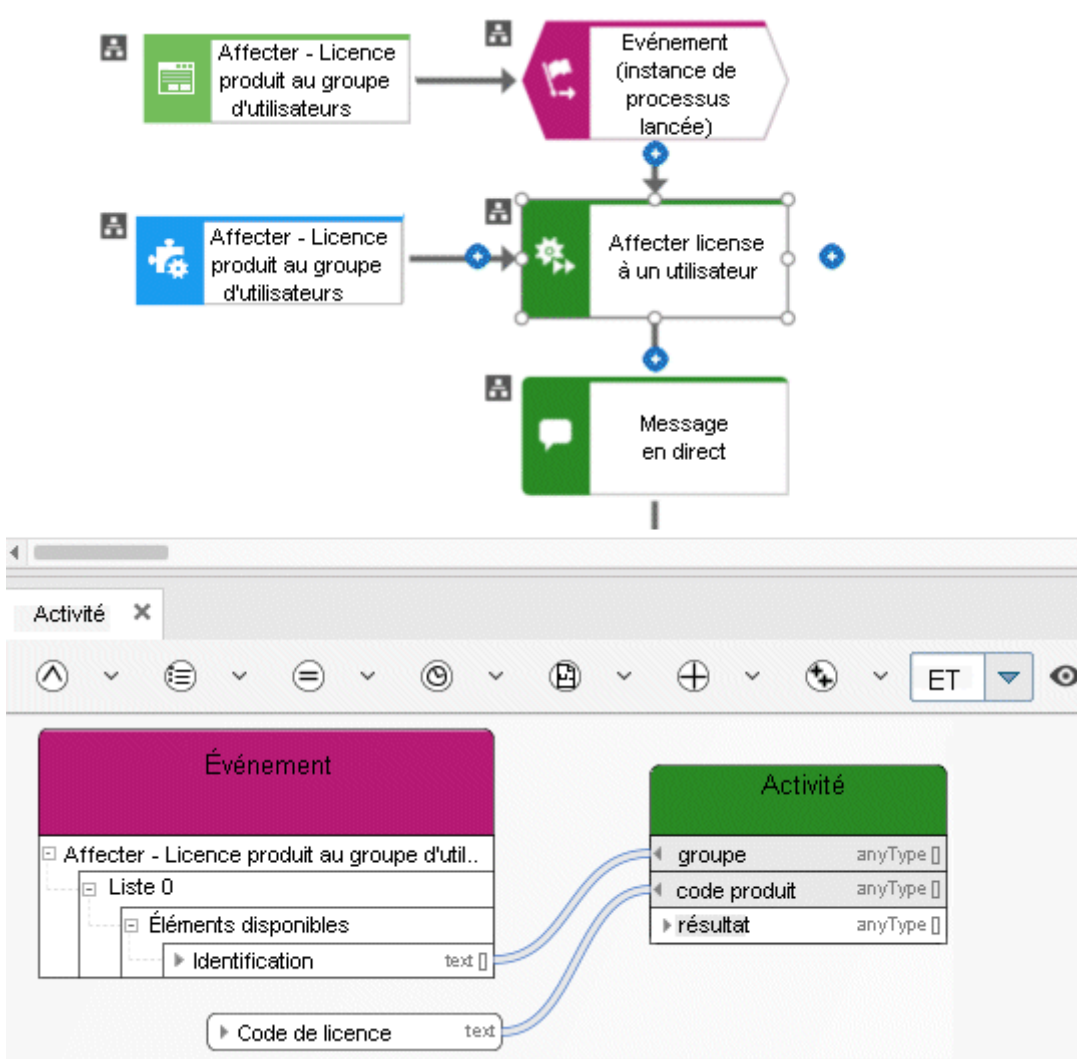 Affecter - Licence
produit au groupe
d'utilisateurs
Evénement
(instance de
processus
lancée)
Affecter - Licence
produit au groupe
d'utilisateurs
Affecter license
à un utilisateur
Message
en direct
Activité
ET
Événement
Affecter - Licence produit au groupe d'util..
Liste 0
Éléments disponibles
Identification text []
Code de licence text
Activité
groupe anyType []
code produit anyType []
résultat anyType []